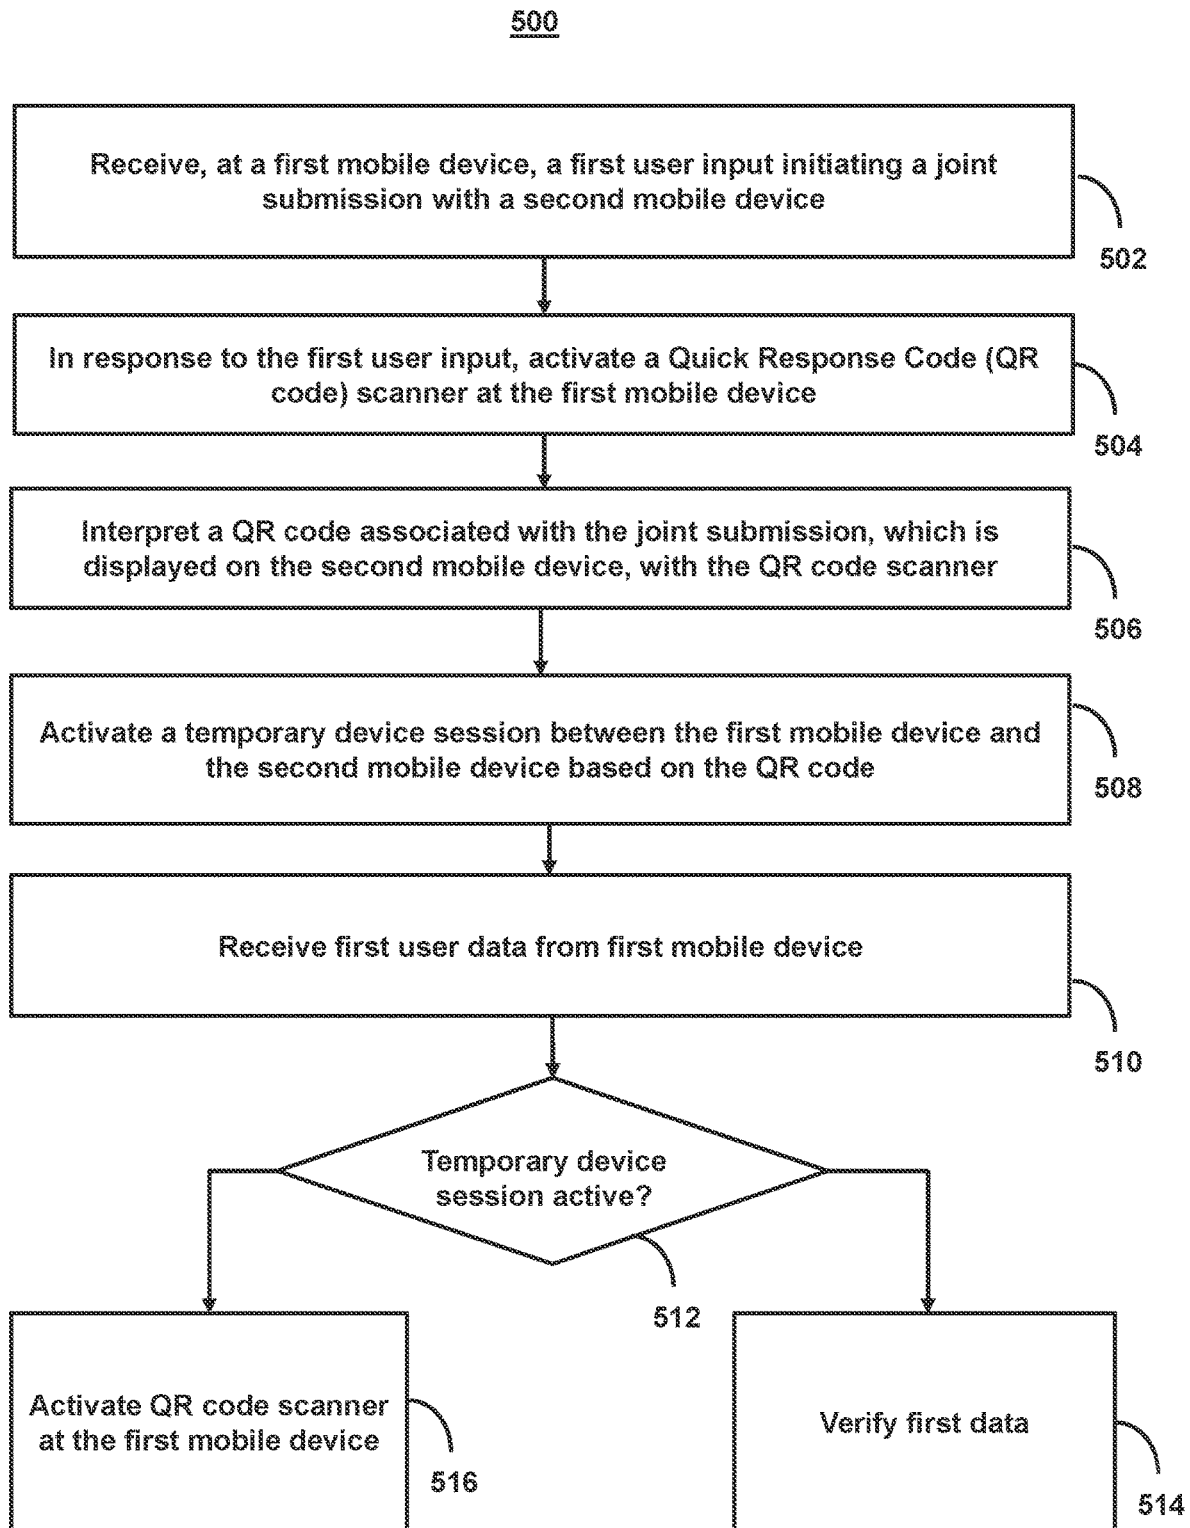 500
Receive, at a first mobile device, a first user input initiating a joint
submission with a second mobile device
502
In response to the first user input, activate a Quick Response Code (QR
code) scanner at the first mobile device
504
Interpret a QR code associated with the joint submission, which is
displayed on the second mobile device, with the QR code scanner
506
Activate a temporary device session between the first mobile device and
the second mobile device based on the QR code
508
Receive first user data from first mobile device
510
Temporary device
session active?
512
Activate QR code scanner
at the first mobile device
516
Verify first data
514